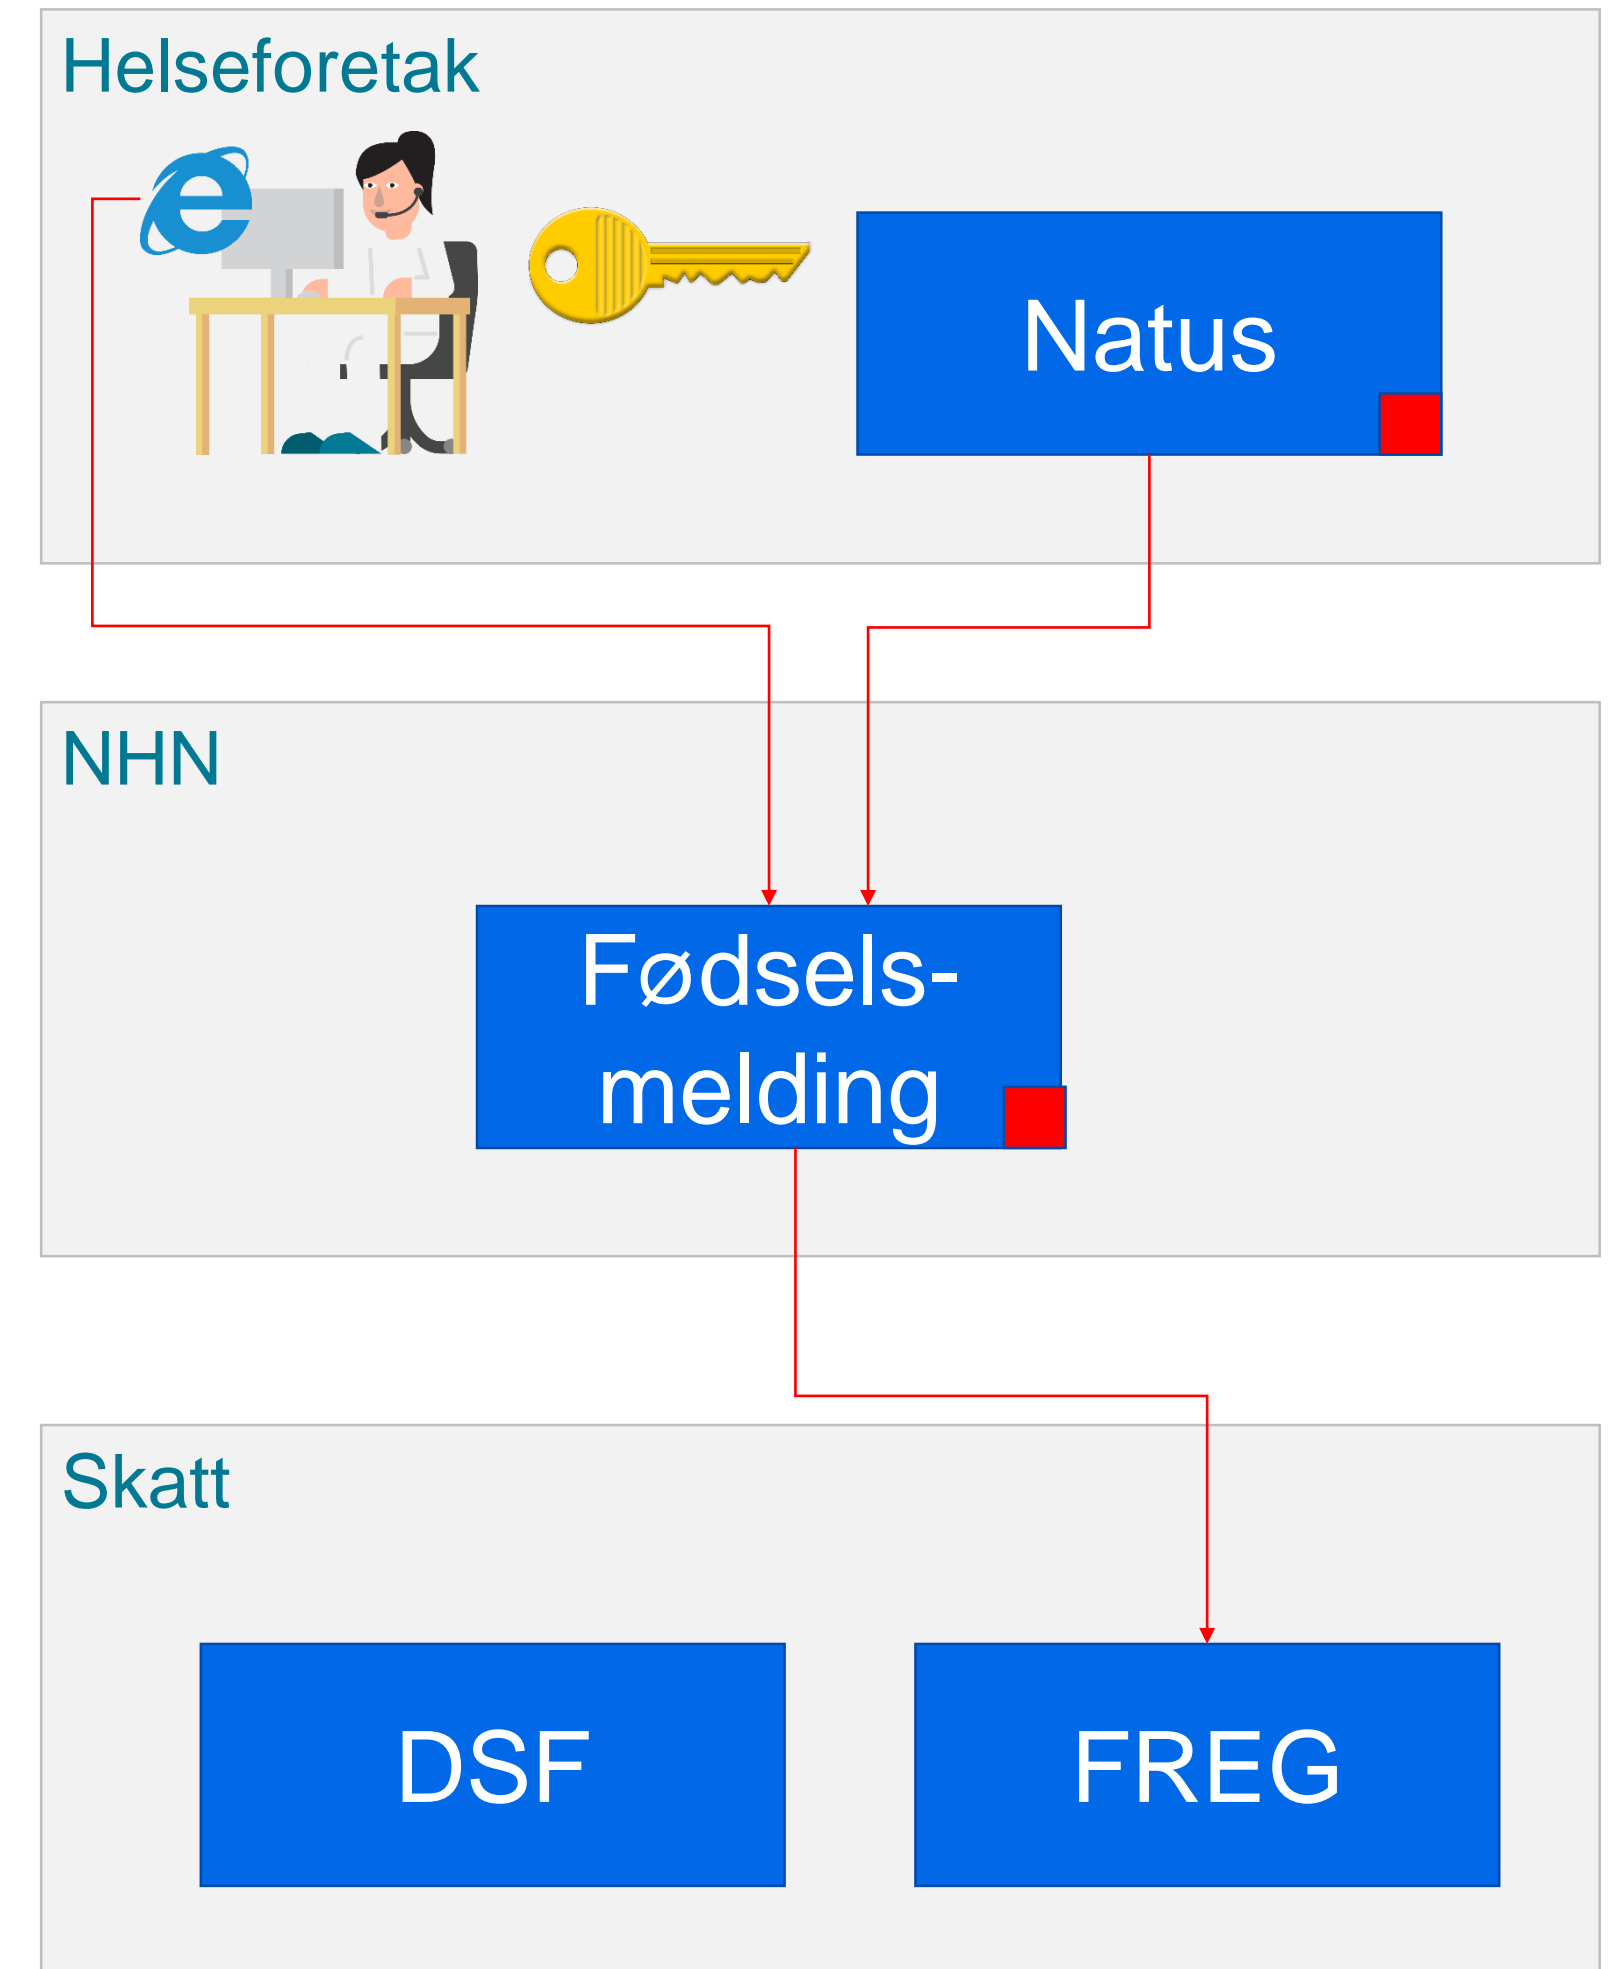 Helseforetak
Natus
NHN
Fødsels-
melding
Skatt
DSF
FREG